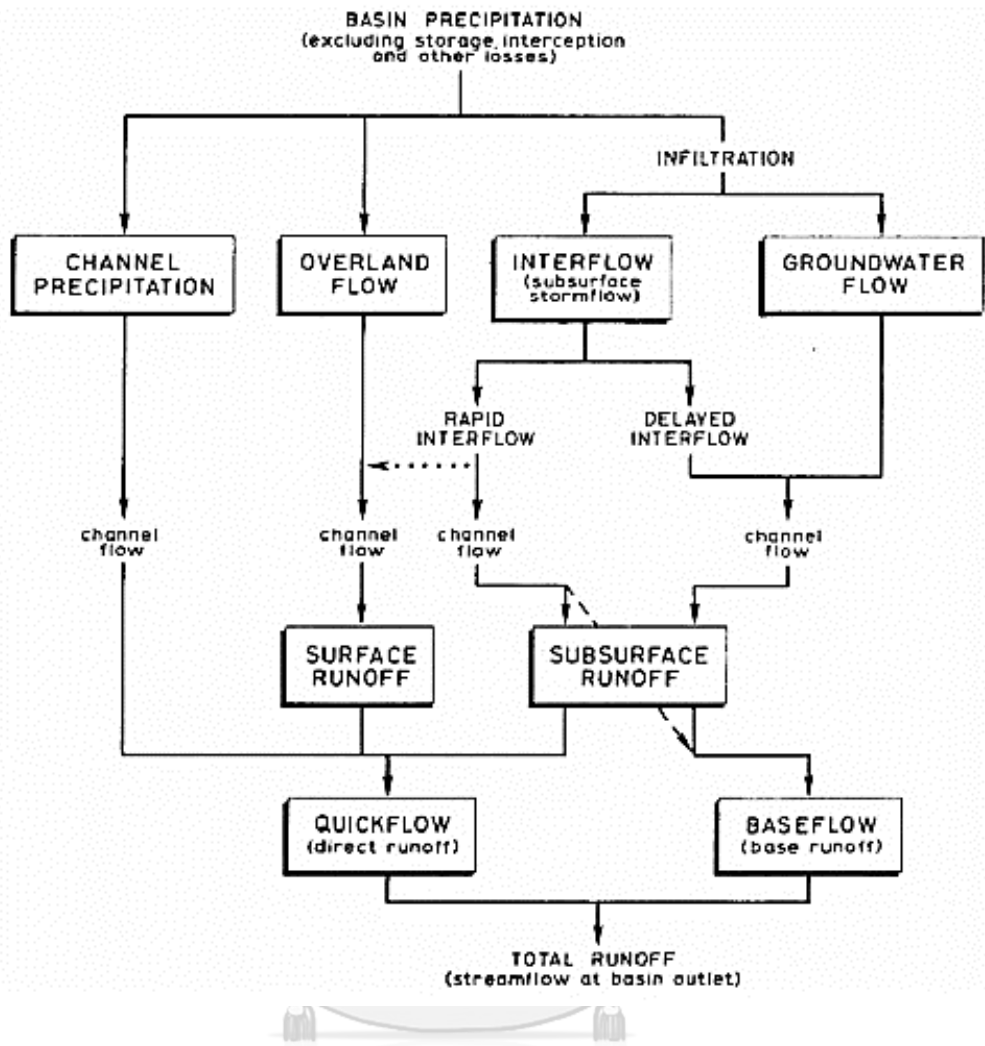 BASIN PRECIPITATION
(excluding storage, interception
and other losses)
INFILTRATION
CHANNEL
PRECIPITATION
OVERLAND
FLOW
INTERFLOW
(subsurface
stormflow)
GROUNDWATER
FLOW
RAPID
INTERFLOW
DELAYED
INTERFLOW
channel
flow
channel
flow
channel
flow
channel
flow
SURFACE
RUNOFF
SUBSURFACE
RUNOFF
QUICKFLOW
(direct runoff)
BASEFLOW
(base runoff)
TOTAL RUNOFF
(streamflow at basin outlet)